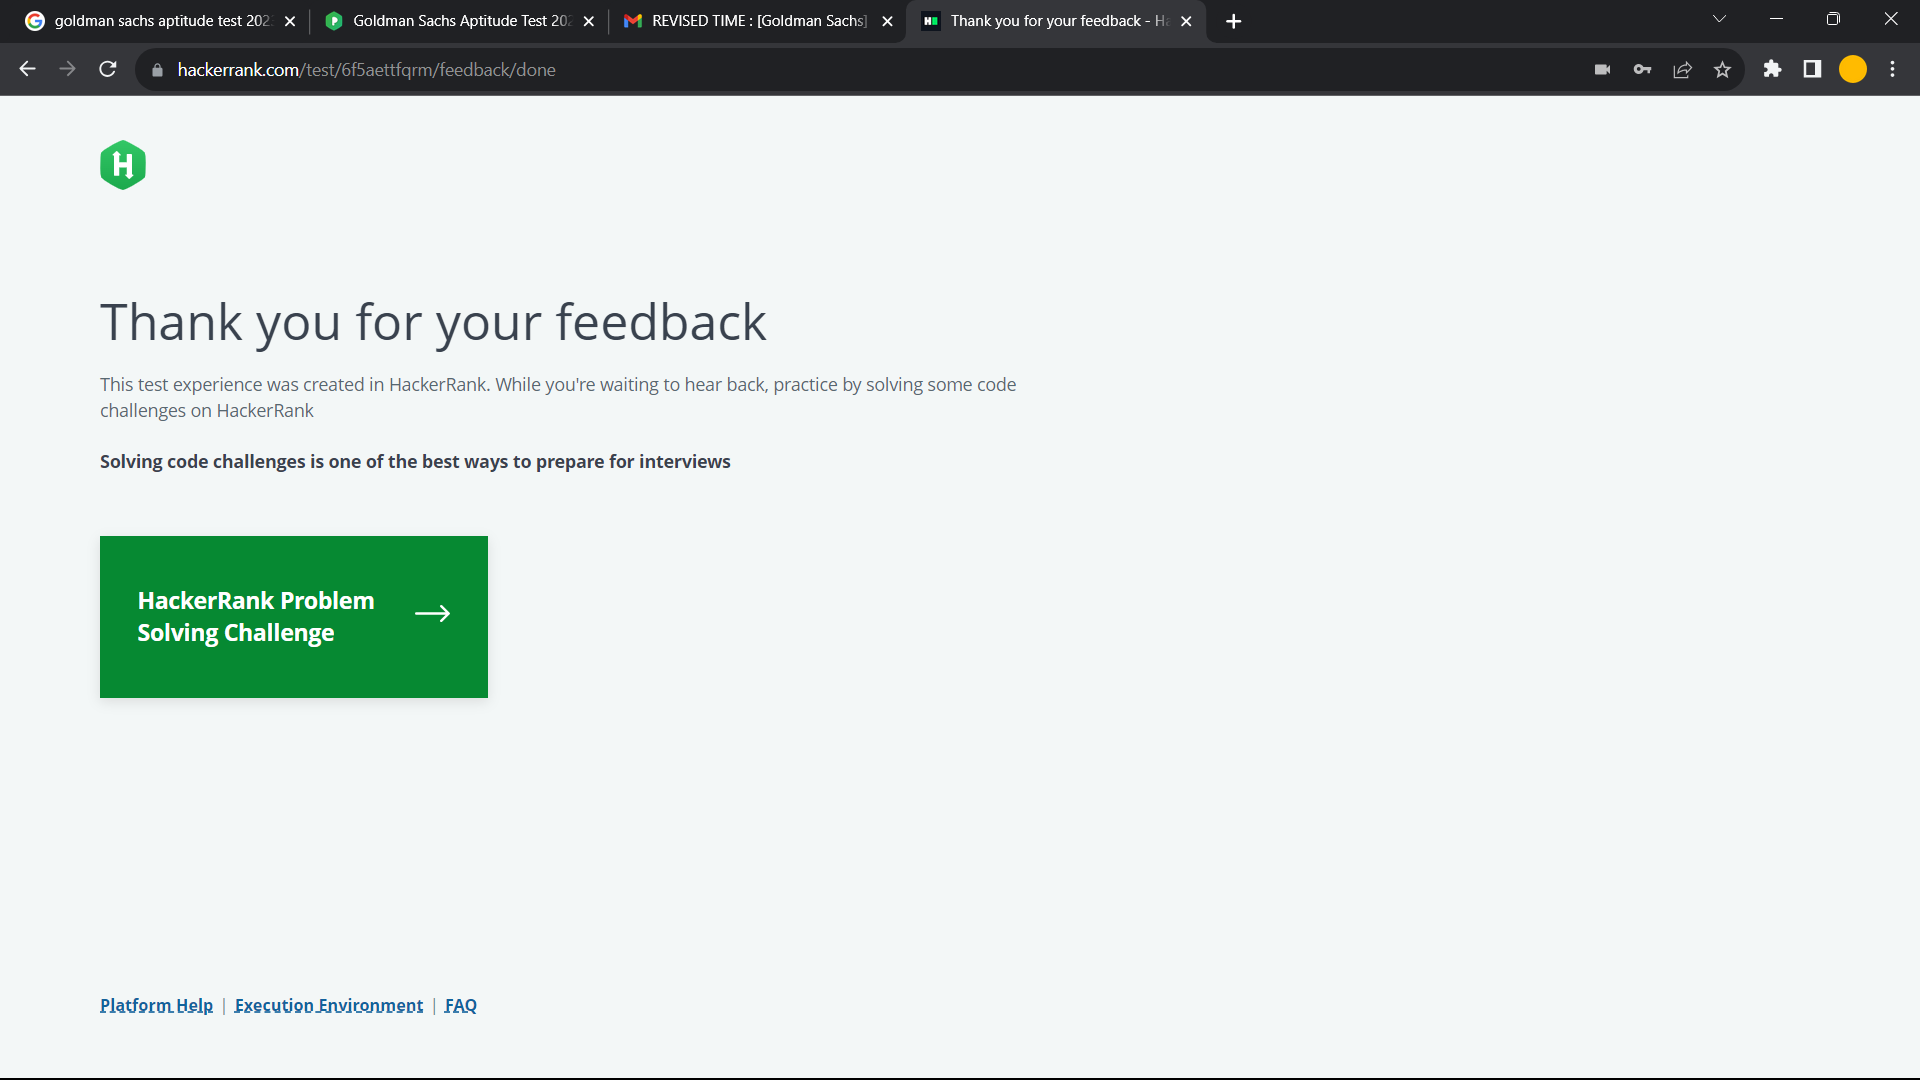 goldman sachs aptitude test 202
Goldman Sachs Aptitude Test 202
REVISED TIME : [Goldman Sachs]
Thank you for your feedback - Ha
hackerrank.com/test/6f5aettfqrm/feedback/done
Thank you for your feedback
This test experience was created in HackerRank. While you're waiting to hear back, practice by solving some code
challenges on HackerRank
Solving code challenges is one of the best ways to prepare for interviews
HackerRank Problem
Solving Challenge
Platform Help | Execution Environment | FAQ